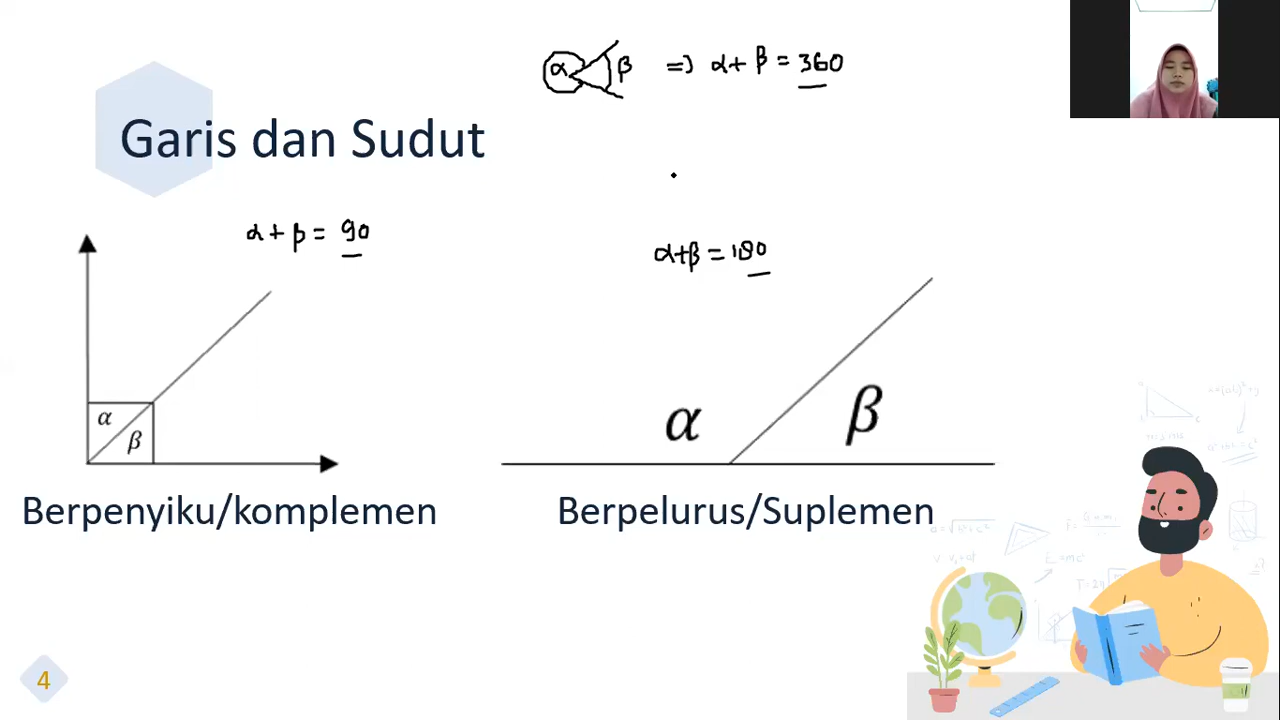 α β => α + β = 360
Garis dan Sudut
α + β = 90
α+β = 180
α β
α β
Berpenyiku/komplemen
Berpelurus/Suplemen
4